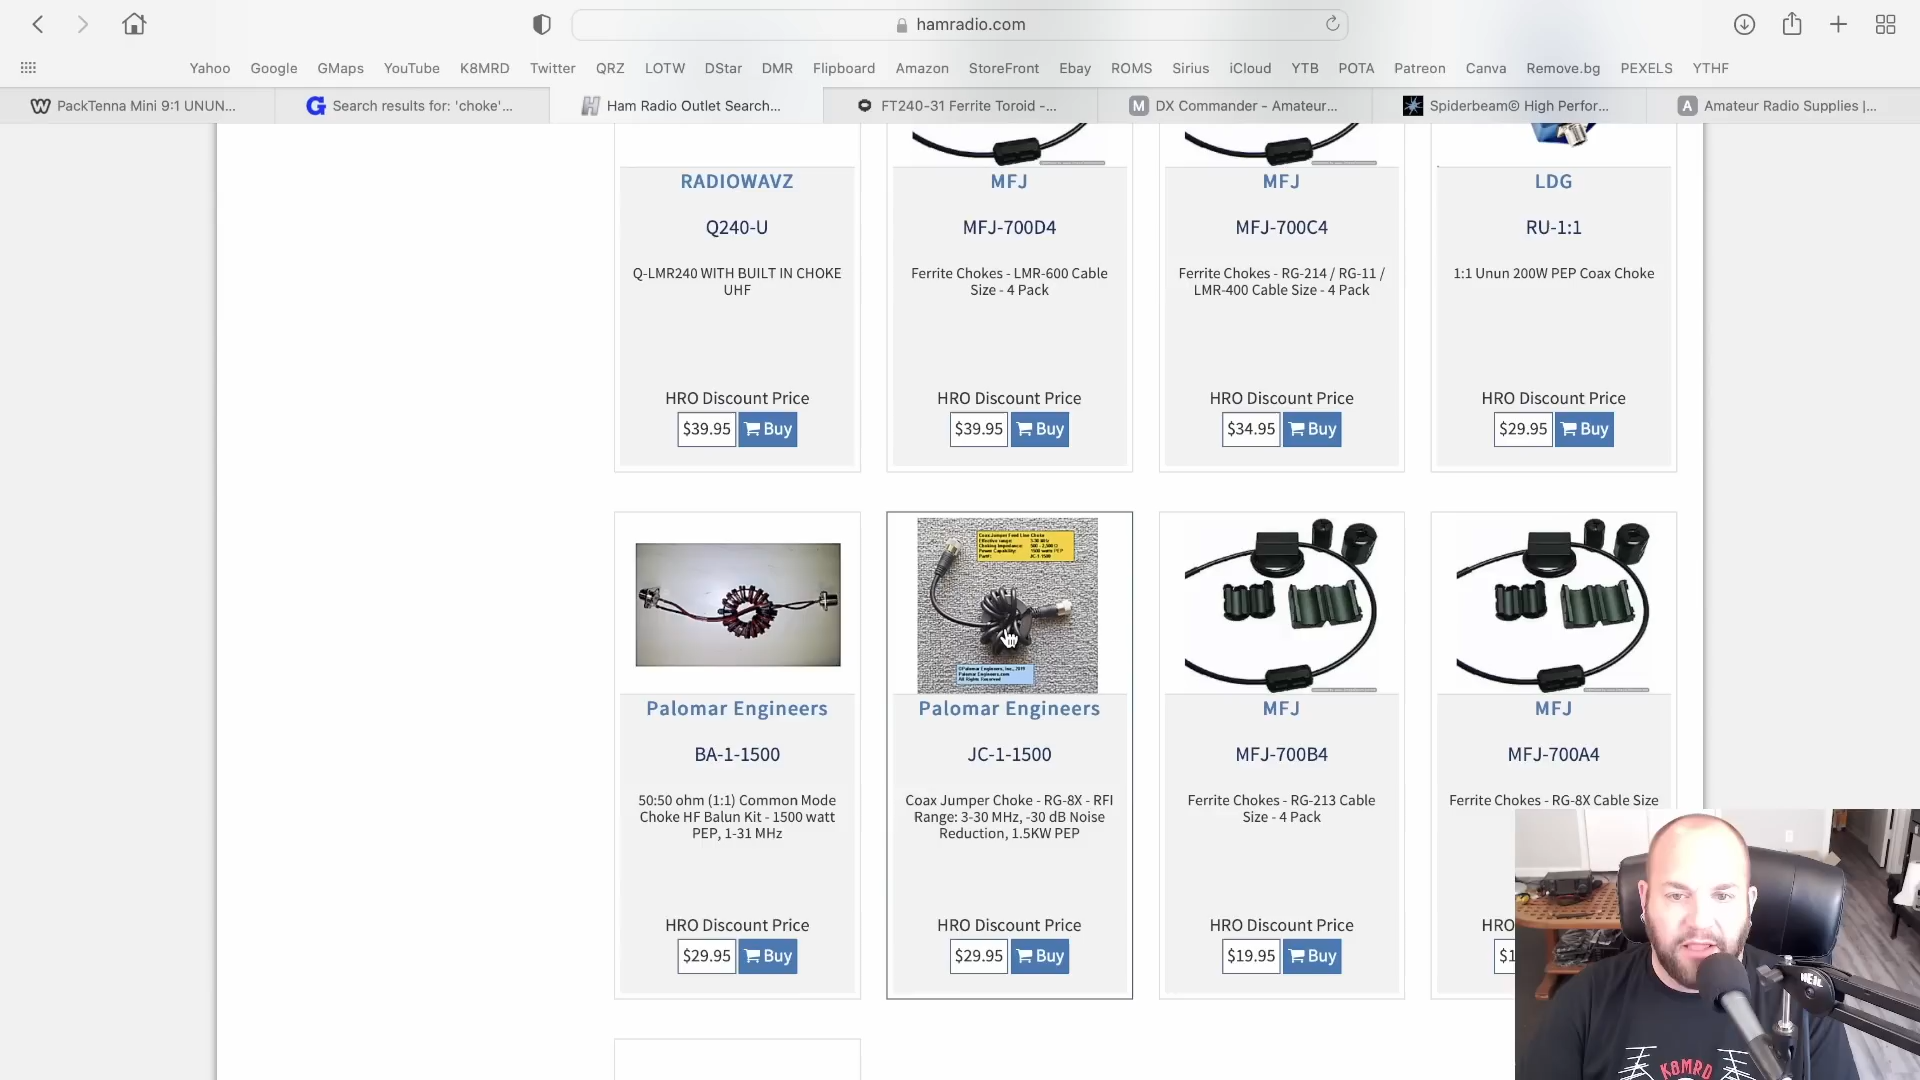 hamradio.com
Yahoo Google GMaps YouTube K8MRD Twitter QRZ LOTW DStar DMR Flipboard Amazon StoreFront Ebay ROMS Sirius iCloud YTB POTA Patreon Canva Remove.bg PEXELS YTHF
PackTenna Mini 9:1 UNUN...
Search results for: 'choke'...
Ham Radio Outlet Search...
FT240-31 Ferrite Toroid -...
DX Commander - Amateur...
Spiderbeam© High Perfor...
Amateur Radio Supplies |...
RADIOWAVZ
Q240-U
Q-LMR240 WITH BUILT IN CHOKE
UHF
HRO Discount Price
$39.95 Buy
MFJ
MFJ-700D4
Ferrite Chokes - LMR-600 Cable
Size - 4 Pack
HRO Discount Price
$39.95 Buy
MFJ
MFJ-700C4
Ferrite Chokes - RG-214 / RG-11 /
LMR-400 Cable Size - 4 Pack
HRO Discount Price
$34.95 Buy
LDG
RU-1:1
1:1 Unun 200W PEP Coax Choke
HRO Discount Price
$29.95 Buy
Palomar Engineers
BA-1-1500
50:50 ohm (1:1) Common Mode
Choke HF Balun Kit - 1500 watt
PEP, 1-31 MHz
HRO Discount Price
$29.95 Buy
Coax Jumper Feed Line Choke
Palomar Engineers
JC-1-1500
Coax Jumper Choke - RG-8X - RFI
Range: 3-30 MHz, -30 dB Noise
Reduction, 1.5KW PEP
HRO Discount Price
$29.95 Buy
MFJ
MFJ-700B4
Ferrite Chokes - RG-213 Cable
Size - 4 Pack
HRO Discount Price
$19.95 Buy
MFJ
MFJ-700A4
Ferrite Chokes - RG-8X Cable Size
HRO
$1
HEIL
K8MRD